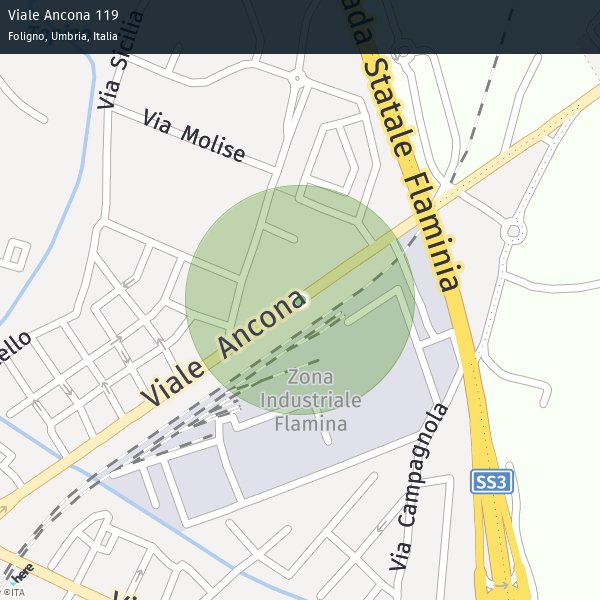 Viale Ancona 119
Foligno, Umbria, Italia
Via Sicilia
Via Molise
ada Statale Flaminia
Viale Ancona
ello
Zona
Industriale
Flamina
Via Campagnola
SS3
Vi
here
©ITA